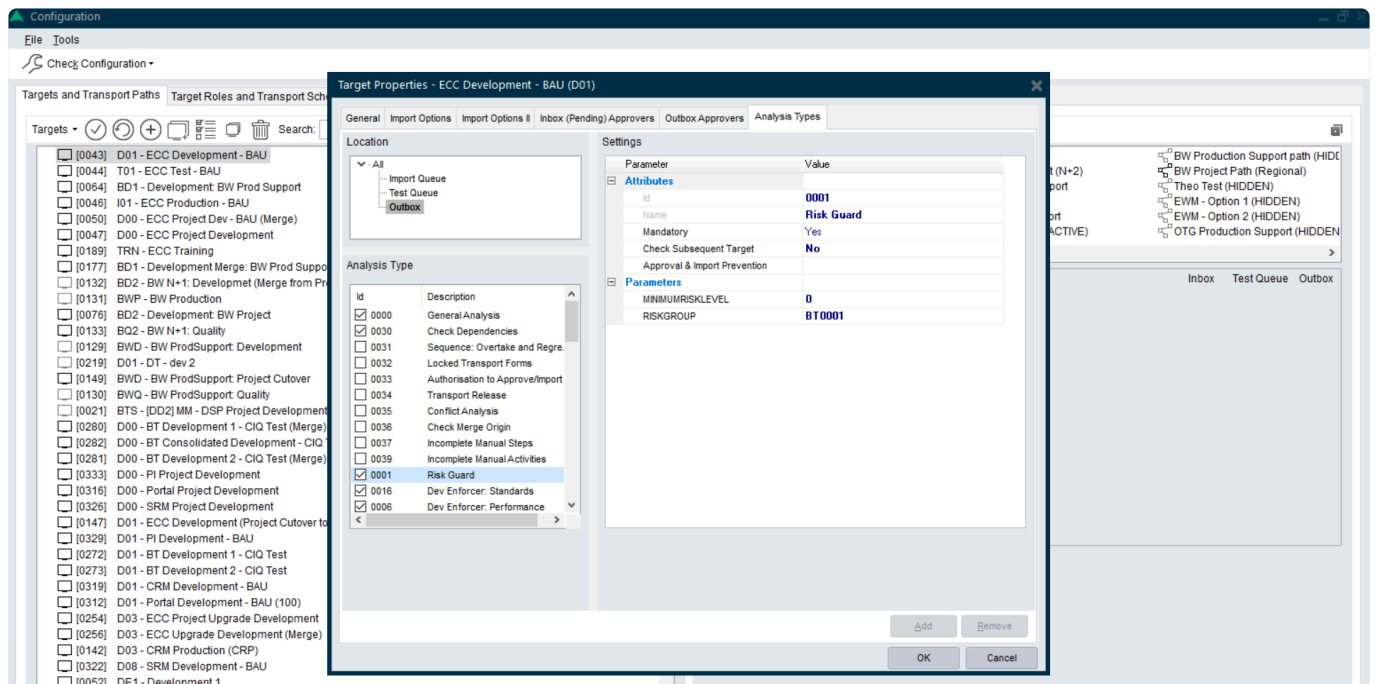 Configuration
File Tools
Check Configuration
Targets and Transport Paths Target Roles and Transport Sch
Targets Search:
[0043] D01 - ECC Development - BAU
[0044] T01 - ECC Test - BAU
[0064] BD1 - Development: BW Prod Support
[0046] I01 - ECC Production - BAU
[0050] D00 - ECC Project Dev - BAU (Merge)
[0047] D00 - ECC Project Development
[0189] TRN - ECC Training
[0177] BD1 - Development Merge: BW Prod Suppo
[0132] BD2 - BW N+1: Developmet (Merge from Pr
[0131] BWP - BW Production
[0076] BD2 - Development: BW Project
[0133] BQ2 - BW N+1: Quality
[0129] BWD - BW ProdSupport: Development
[0219] D01 - DT - dev 2
[0149] BWD - BW ProdSupport: Project Cutover
[0130] BWQ - BW ProdSupport: Quality
[0021] BTS - [DD2] MM - DSP Project Development
[0280] D00 - BT Development 1 - CIQ Test (Merge)
[0282] D00 - BT Consolidated Development - CIQ
[0281] D00 - BT Development 2 - CIQ Test (Merge)
[0333] D00 - PI Project Development
[0316] D00 - Portal Project Development
[0326] D00 - SRM Project Development
[0147] D01 - ECC Development (Project Cutover to
[0329] D01 - PI Development - BAU
[0272] D01 - BT Development 1 - CIQ Test
[0273] D01 - BT Development 2 - CIQ Test
[0319] D01 - CRM Development - BAU
[0312] D01 - Portal Development - BAU (100)
[0254] D03 - ECC Project Upgrade Development
[0256] D03 - ECC Upgrade Development (Merge)
[0142] D03 - CRM Production (CRP)
[0322] D08 - SRM Development - BAU
[0052] DE1 - Development 1
Target Properties - ECC Development - BAU (D01)
General Import Options Import Options II Inbox (Pending) Approvers Outbox Approvers Analysis Types
Location
All
Import Queue
Test Queue
Outbox
Analysis Type
Id Description
0000 General Analysis
0030 Check Dependencies
0031 Sequence: Overtake and Regre.
0032 Locked Transport Forms
0033 Authorisation to Approve/Import
0034 Transport Release
0035 Conflict Analysis
0036 Check Merge Origin
0037 Incomplete Manual Steps
0039 Incomplete Manual Activities
0001 Risk Guard
0016 Dev Enforcer: Standards
0006 Dev Enforcer: Performance
Settings
Parameter Value
Attributes
Id 0001
Name Risk Guard
Mandatory Yes
Check Subsequent Target No
Approval & Import Prevention
Parameters
MINIMUMRISKLEVEL 0
RISKGROUP BT0001
Add Remove
OK Cancel
BW Production Support path (HIDE
t (N+2) BW Project Path (Regional)
port Theo Test (HIDDEN)
EWM - Option 1 (HIDDEN)
ort EWM - Option 2 (HIDDEN)
ACTIVE) OTG Production Support (HIDDEN
Inbox Test Queue Outbox